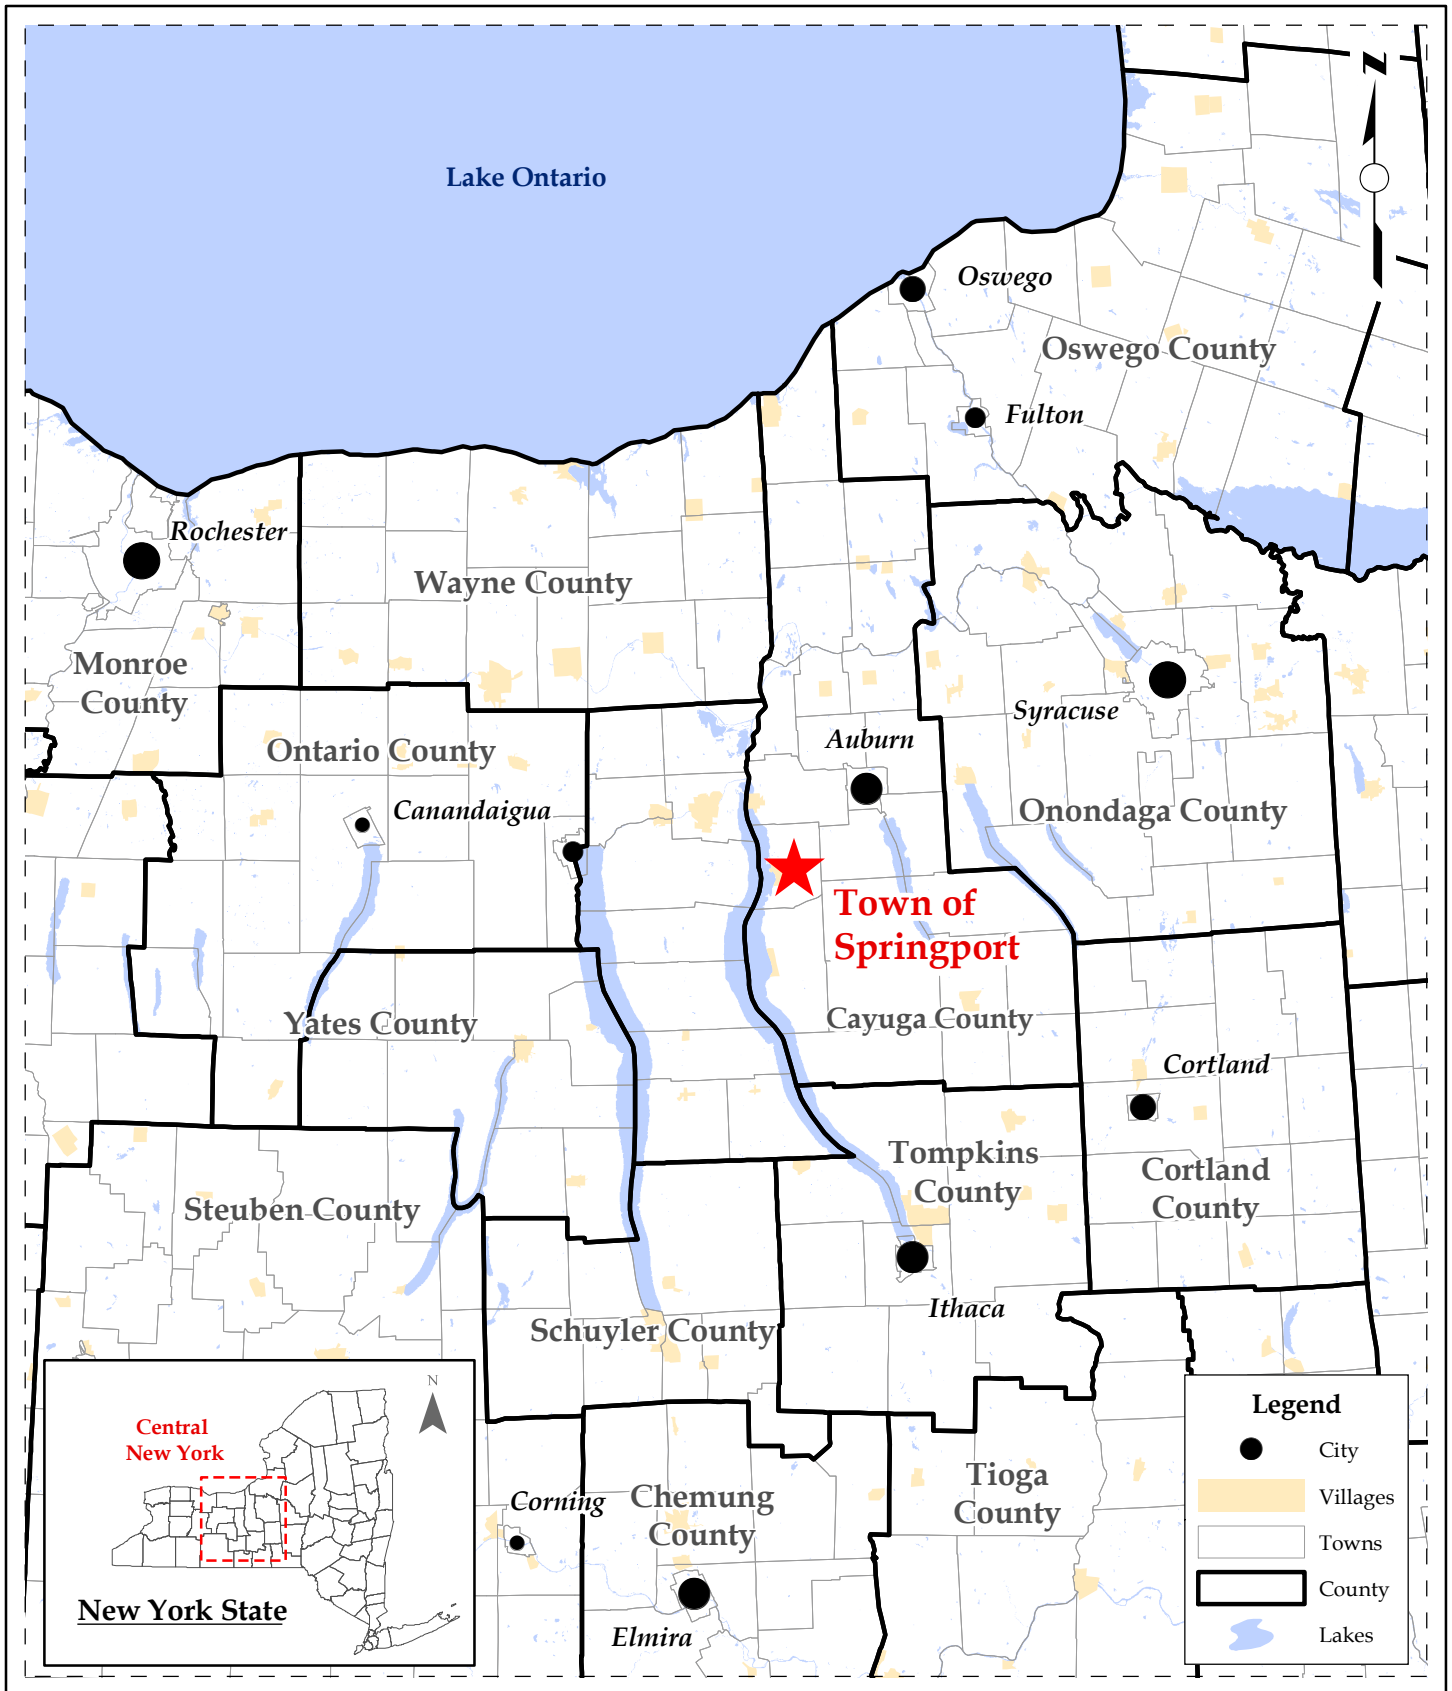 N
Lake Ontario
Oswego
Oswego County
Fulton
Rochester
Wayne County
Monroe
County
Syracuse
Auburn
Ontario County
Canandaigua
Onondaga County
Town of
Springport
Yates County
Cayuga County
Cortland
Tompkins
County
Cortland
County
Steuben County
Ithaca
Schuyler County
Corning
Chemung
County
Tioga
County
Elmira
N
Central
New York
New York State
Legend
City
Villages
Towns
County
Lakes